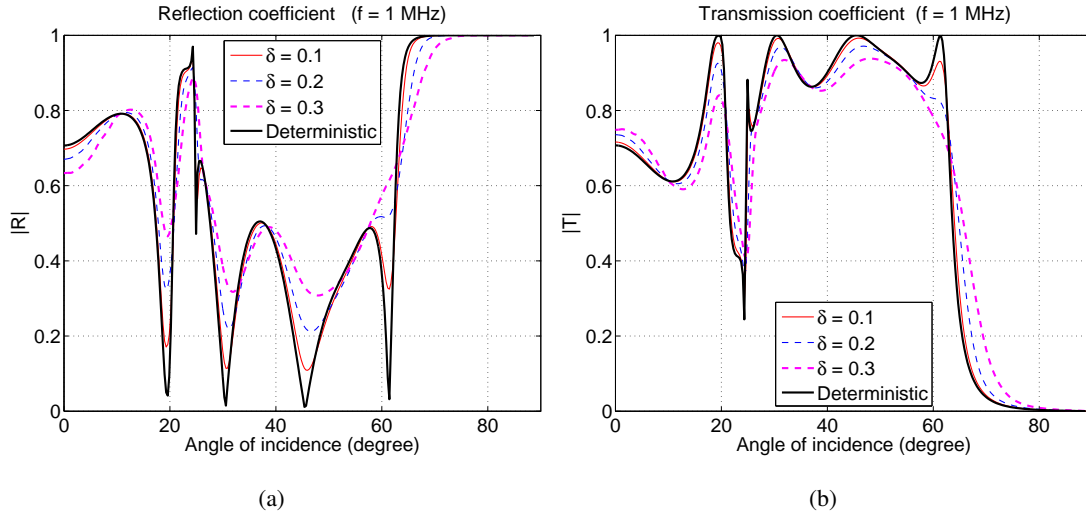 Reflection coefficient (f = 1 MHz)
|R|
1
0.8
0.6
0.4
0.2
0
0 20 40 60 80
Angle of incidence (degree)
δ = 0.1
δ = 0.2
δ = 0.3
Deterministic
(a)
Transmission coefficient (f = 1 MHz)
|T|
1
0.8
0.6
0.4
0.2
0
0 20 40 60 80
Angle of incidence (degree)
δ = 0.1
δ = 0.2
δ = 0.3
Deterministic
(b)